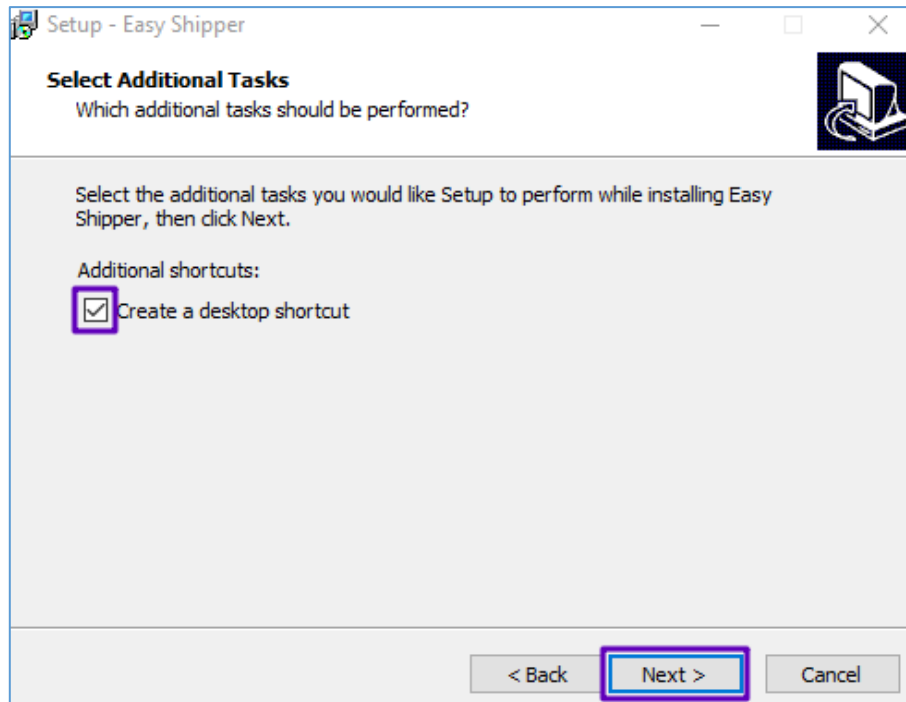 Setup - Easy Shipper
Select Additional Tasks
Which additional tasks should be performed?
Select the additional tasks you would like Setup to perform while installing Easy
Shipper, then click Next.
Additional shortcuts:
Create a desktop shortcut
< Back
Next >
Cancel